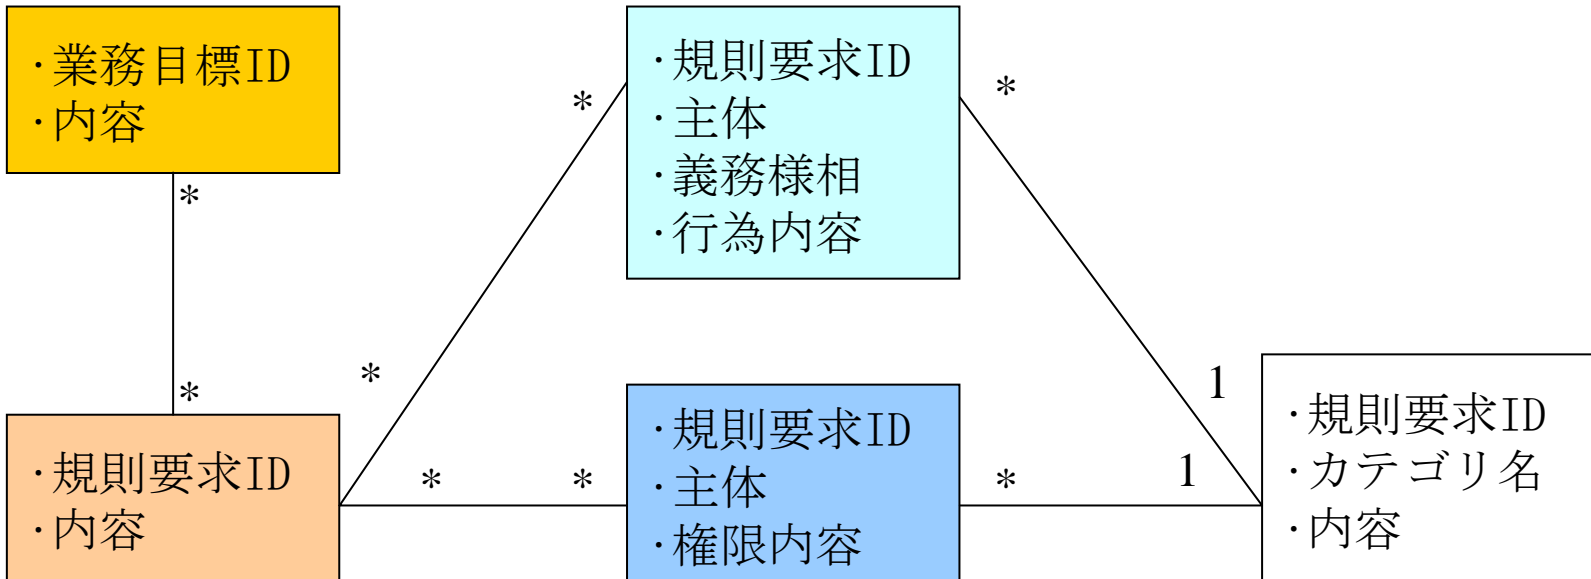 ·業務目標ID
·内容
·規則要求ID
·主体
·義務様相
·行為内容
*
*
*
*
*
1
·規則要求ID
·内容
*
*
·規則要求ID
·主体
·権限内容
*
1
·規則要求ID
·カテゴリ名
·内容